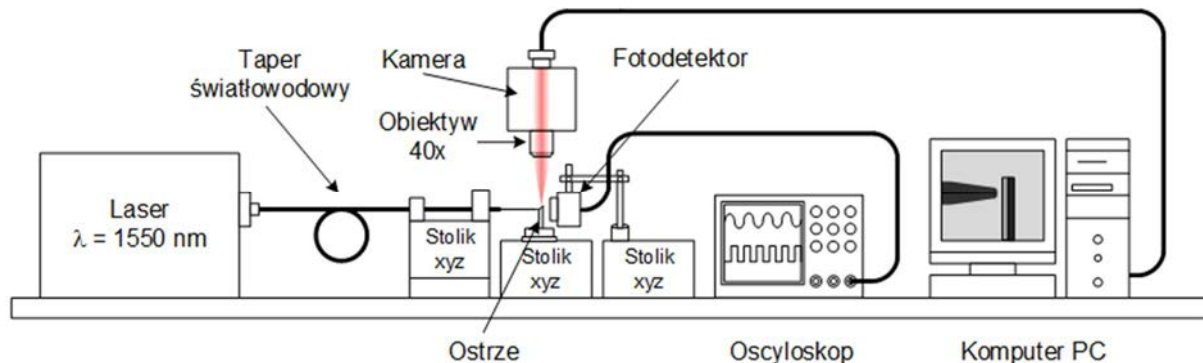 Taper
światłowodowy
Kamera
Fotodetektor
Obiektyw
40x
Laser
λ = 1550 nm
Stolik
xyz
Stolik
xyz
Stolik
xyz
Ostrze
Oscyloskop
Komputer PC